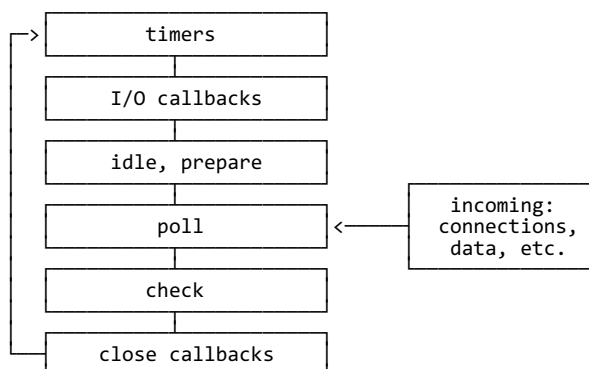 timers
I/O callbacks
idle, prepare
poll
incoming:
connections,
data, etc.
check
close callbacks